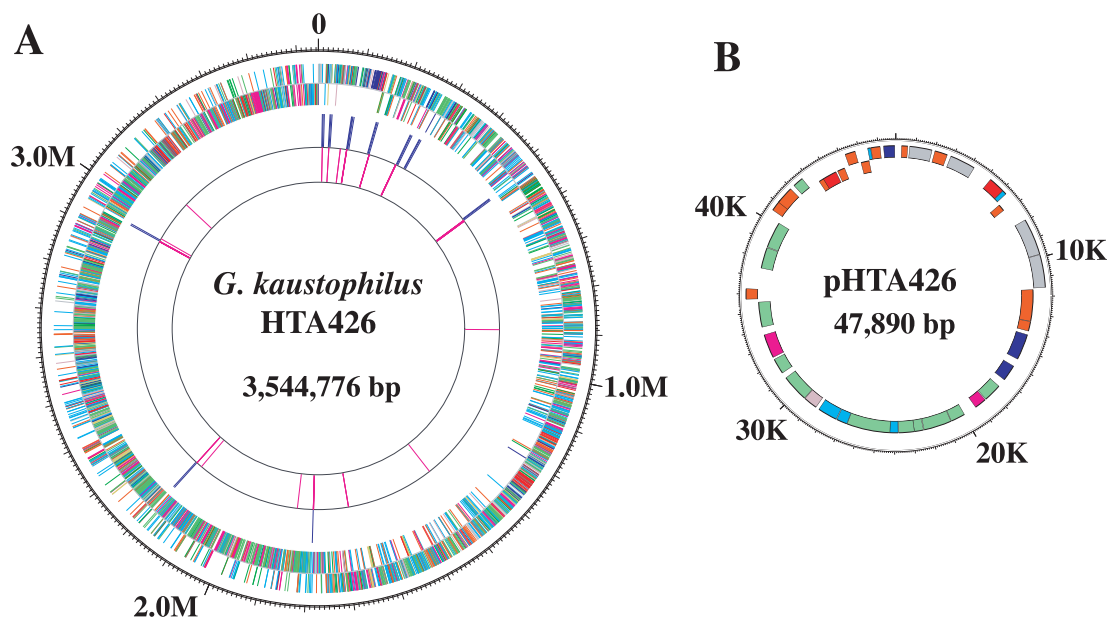 A
0
3.0M
G. kaustophilus
HTA426
3,544,776 bp
1.0M
2.0M
B
40K
10K
pHTA426
47,890 bp
30K
20K